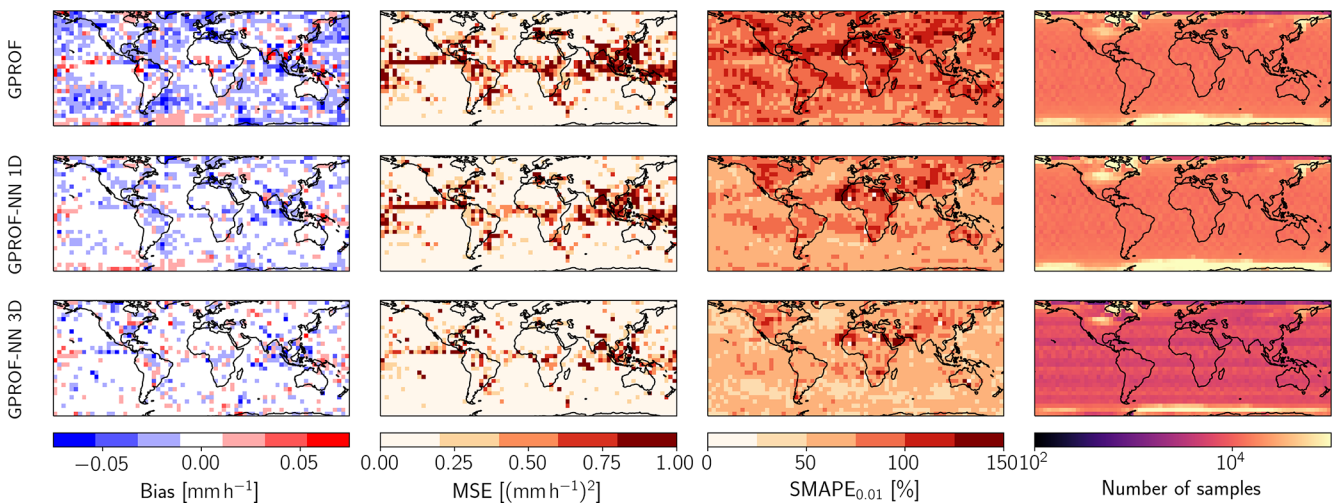 GPROF
GPROF-NN 1D
GPROF-NN 3D
−0.05 0.00 0.05
Bias [mm h⁻¹]
0.00 0.25 0.50 0.75 1.00
MSE [(mm h⁻¹)²]
0 50 100 150
SMAPE₀.₀₁ [%]
10² 10⁴
Number of samples